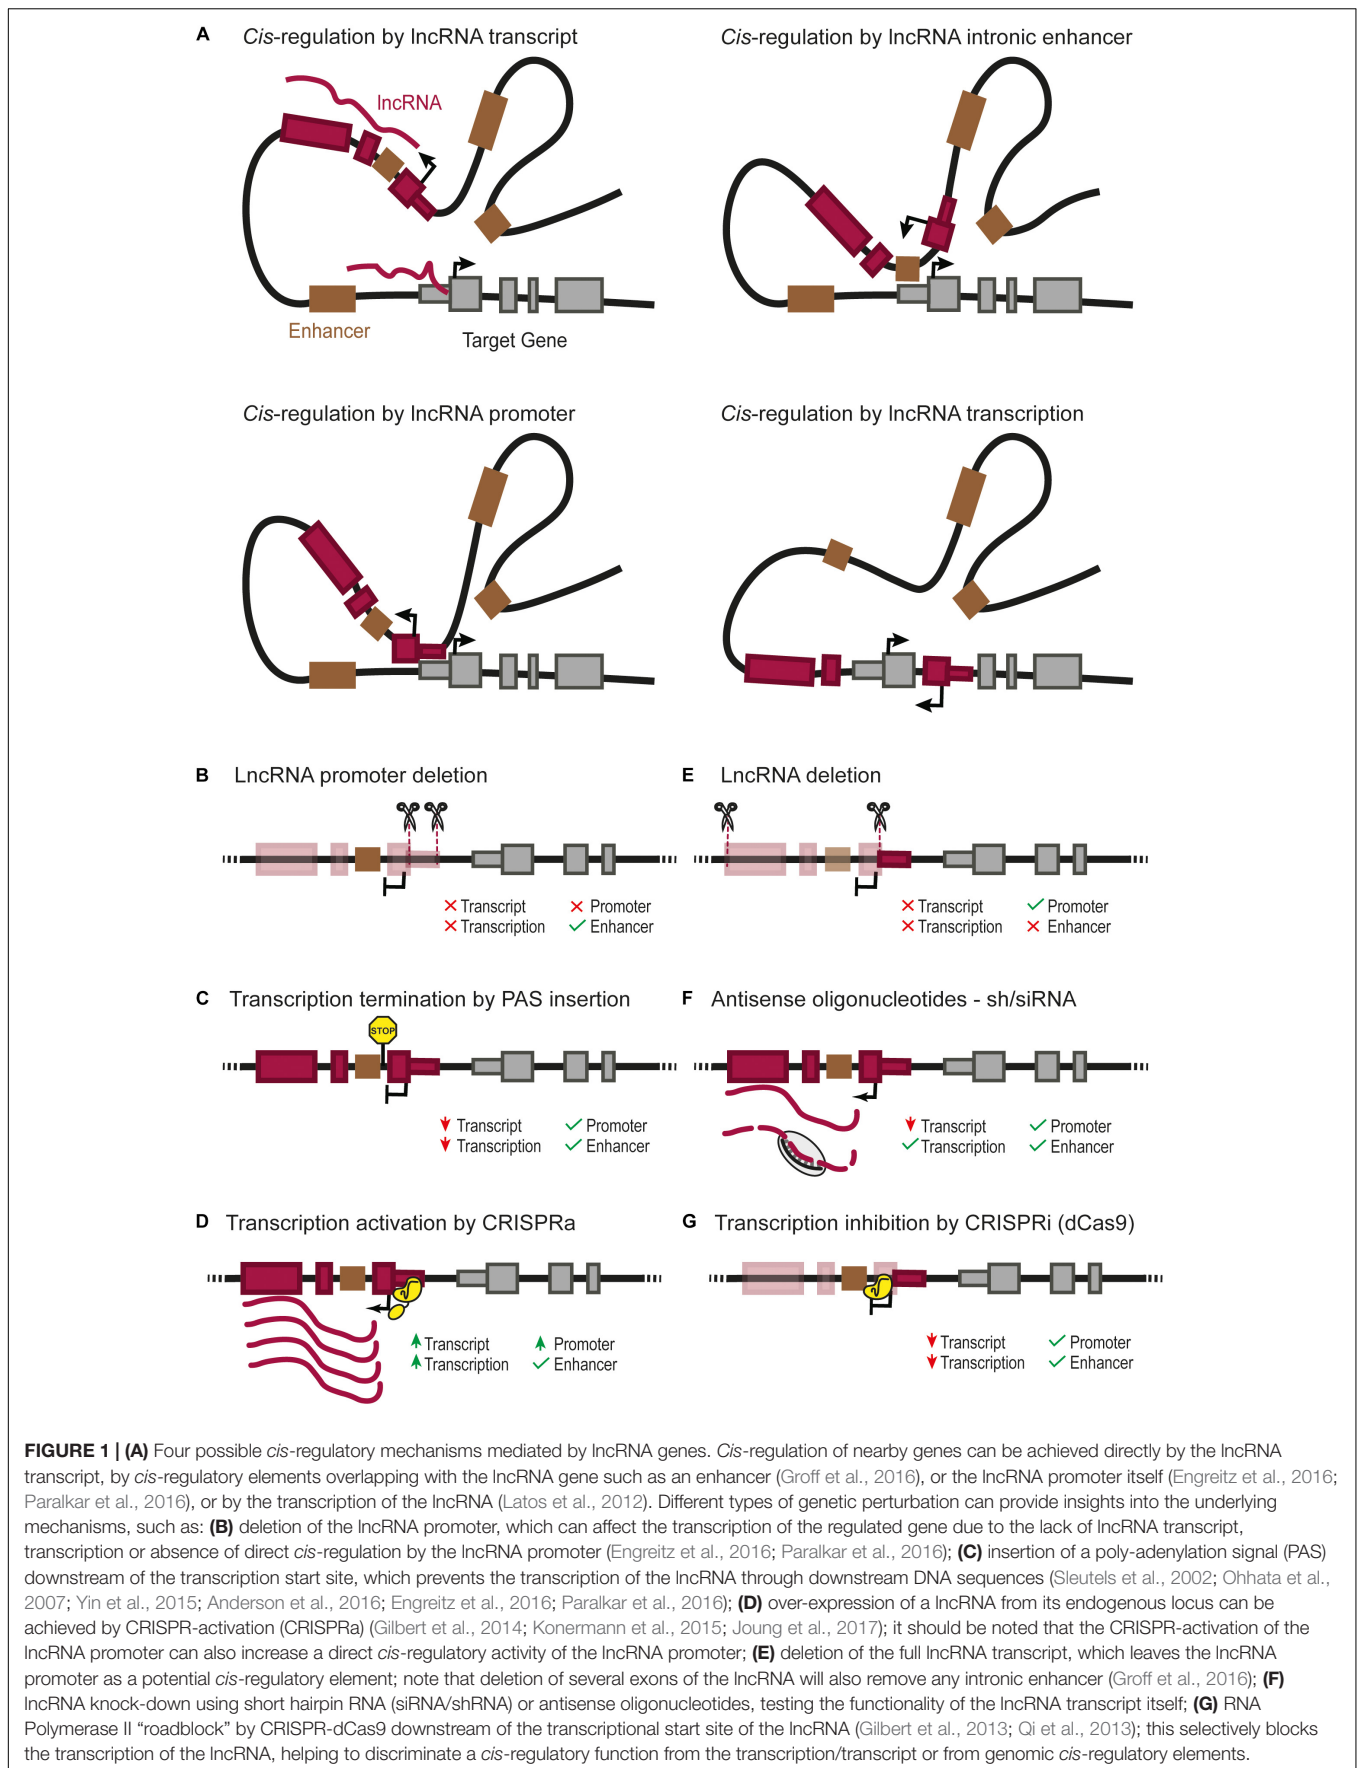 A Cis-regulation by lncRNA transcript
Cis-regulation by lncRNA intronic enhancer
lncRNA
Enhancer
Target Gene
Cis-regulation by lncRNA promoter
Cis-regulation by lncRNA transcription
B LncRNA promoter deletion
Transcript Promoter
Transcription Enhancer
E LncRNA deletion
Transcript Promoter
Transcription Enhancer
C Transcription termination by PAS insertion
STOP
Transcript Promoter
Transcription Enhancer
F Antisense oligonucleotides - sh/siRNA
Transcript Promoter
Transcription Enhancer
D Transcription activation by CRISPRa
Transcript Promoter
Transcription Enhancer
G Transcription inhibition by CRISPRi (dCas9)
Transcript Promoter
Transcription Enhancer
FIGURE 1 | (A) Four possible cis-regulatory mechanisms mediated by lncRNA genes. Cis-regulation of nearby genes can be achieved directly by the lncRNA
transcript, by cis-regulatory elements overlapping with the lncRNA gene such as an enhancer (Groff et al., 2016), or the lncRNA promoter itself (Engreitz et al., 2016;
Paralkar et al., 2016), or by the transcription of the lncRNA (Latos et al., 2012). Different types of genetic perturbation can provide insights into the underlying
mechanisms, such as: (B) deletion of the lncRNA promoter, which can affect the transcription of the regulated gene due to the lack of lncRNA transcript,
transcription or absence of direct cis-regulation by the lncRNA promoter (Engreitz et al., 2016; Paralkar et al., 2016); (C) insertion of a poly-adenylation signal (PAS)
downstream of the transcription start site, which prevents the transcription of the lncRNA through downstream DNA sequences (Sleutels et al., 2002; Ohhata et al.,
2007; Yin et al., 2015; Anderson et al., 2016; Engreitz et al., 2016; Paralkar et al., 2016); (D) over-expression of a lncRNA from its endogenous locus can be
achieved by CRISPR-activation (CRISPRa) (Gilbert et al., 2014; Konermann et al., 2015; Joung et al., 2017); it should be noted that the CRISPR-activation of the
lncRNA promoter can also increase a direct cis-regulatory activity of the lncRNA promoter; (E) deletion of the full lncRNA transcript, which leaves the lncRNA
promoter as a potential cis-regulatory element; note that deletion of several exons of the lncRNA will also remove any intronic enhancer (Groff et al., 2016); (F)
lncRNA knock-down using short hairpin RNA (siRNA/shRNA) or antisense oligonucleotides, testing the functionality of the lncRNA transcript itself; (G) RNA
Polymerase II “roadblock” by CRISPR-dCas9 downstream of the transcriptional start site of the lncRNA (Gilbert et al., 2013; Qi et al., 2013); this selectively blocks
the transcription of the lncRNA, helping to discriminate a cis-regulatory function from the transcription/transcript or from genomic cis-regulatory elements.